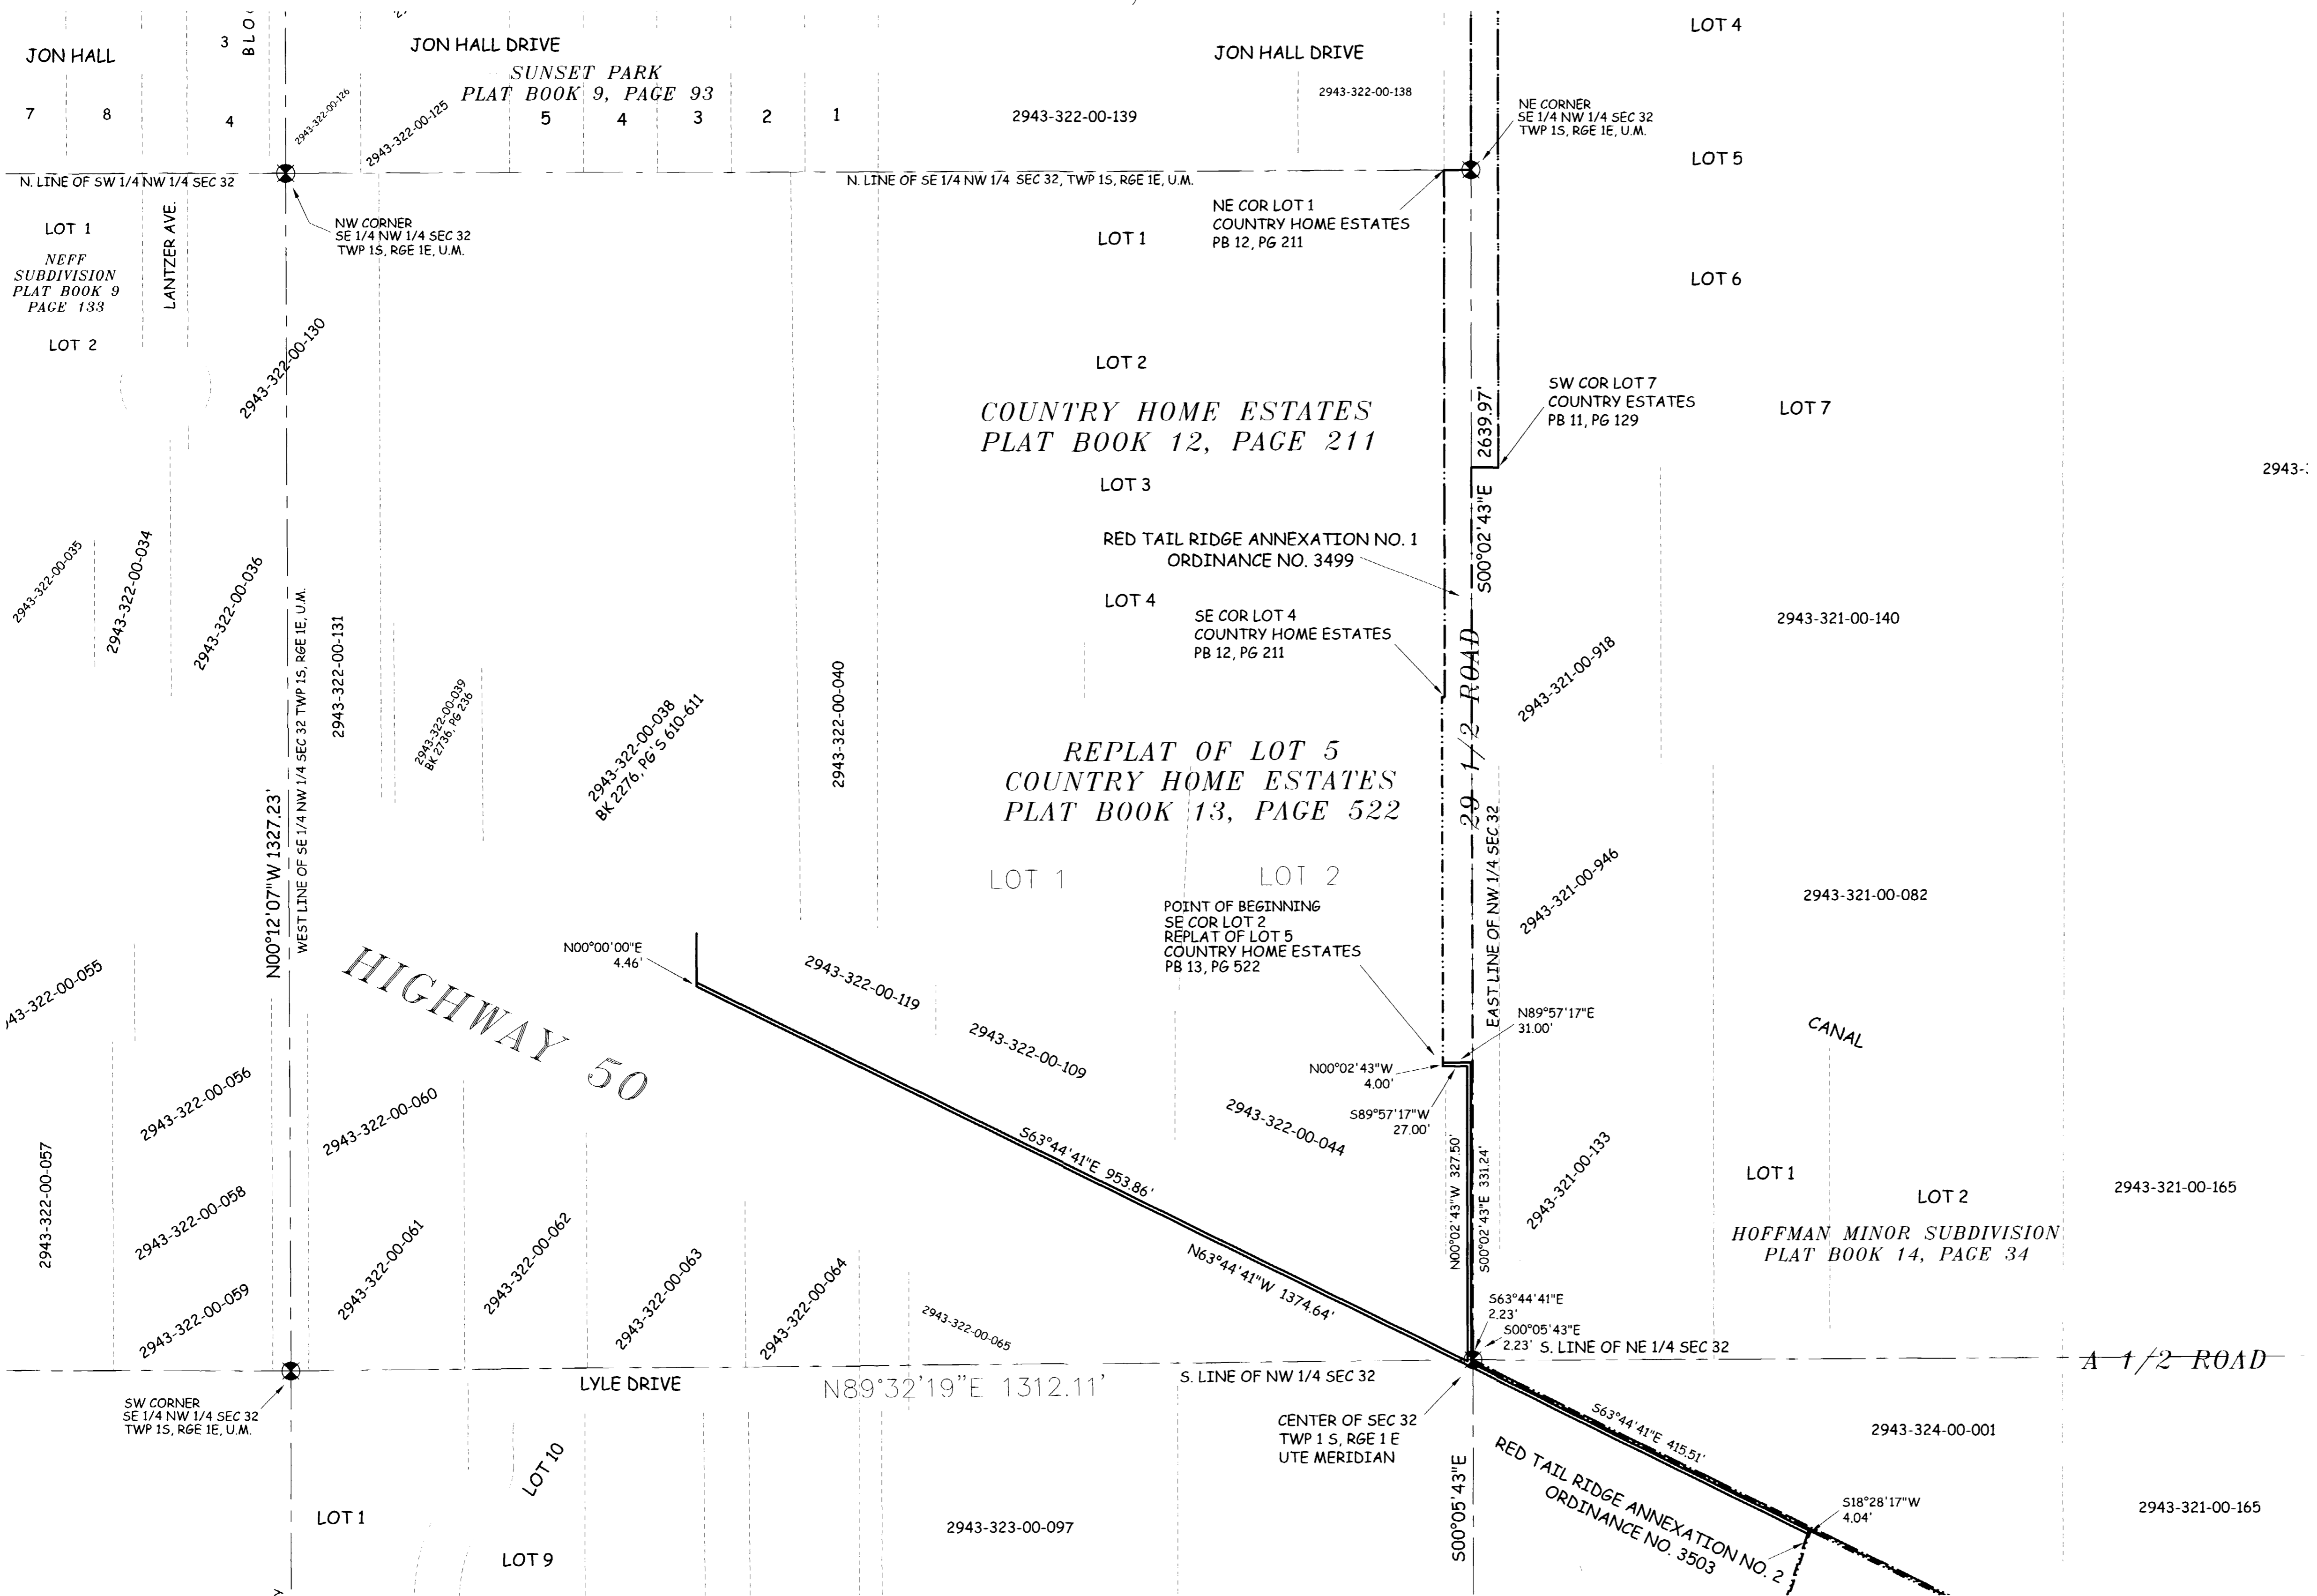 JON HALL
3
BLO
JON HALL DRIVE
JON HALL DRIVE
LOT 4
SUNSET PARK
PLAT BOOK 9, PAGE 93
7
8
4
2943-322-00-126
2943-322-00-125
5
4
3
2
1
2943-322-00-139
2943-322-00-138
NE CORNER
SE 1/4 NW 1/4 SEC 32
TWP 1S, RGE 1E, U.M.
LOT 5
N. LINE OF SW 1/4 NW 1/4 SEC 32
N. LINE OF SE 1/4 NW 1/4 SEC 32, TWP 1S, RGE 1E, U.M.
LOT 1
NEFF
SUBDIVISION
PLAT BOOK 9
PAGE 133
LOT 2
LANTZER AVE.
NW CORNER
SE 1/4 NW 1/4 SEC 32
TWP 1S, RGE 1E, U.M.
LOT 1
NE COR LOT 1
COUNTRY HOME ESTATES
PB 12, PG 211
LOT 6
2943-322-00-130
LOT 2
COUNTRY HOME ESTATES
PLAT BOOK 12, PAGE 211
LOT 3
S00°02'43"E 2639.97'
SW COR LOT 7
COUNTRY ESTATES
PB 11, PG 129
LOT 7
2943-
RED TAIL RIDGE ANNEXATION NO. 1
ORDINANCE NO. 3499
LOT 4
SE COR LOT 4
COUNTRY HOME ESTATES
PB 12, PG 211
2943-322-00-035
2943-322-00-034
2943-322-00-036
N00°12'07"W 1327.23'
WEST LINE OF SE 1/4 NW 1/4 SEC 32 TWP 1S, RGE 1E, U.M.
2943-322-00-131
2943-322-00-039
BK 2736, PG 236
2943-322-00-038
BK 2276, PG'S 610-611
2943-322-00-040
29 1/2 ROAD
2943-321-00-918
2943-321-00-140
REPLAT OF LOT 5
COUNTRY HOME ESTATES
PLAT BOOK 13, PAGE 522
LOT 1
LOT 2
EAST LINE OF NW 1/4 SEC 32
2943-321-00-946
2943-321-00-082
POINT OF BEGINNING
SE COR LOT 2
REPLAT OF LOT 5
COUNTRY HOME ESTATES
PB 13, PG 522
N00°00'00"E
4.46'
HIGHWAY 50
2943-322-00-119
2943-322-00-109
2943-322-00-044
N89°57'17"E
31.00'
CANAL
N00°02'43"W
4.00'
S89°57'17"W
27.00'
N00°02'43"W 327.50'
S00°02'43"E 331.24'
2943-321-00-133
43-322-00-055
2943-322-00-056
2943-322-00-057
2943-322-00-058
2943-322-00-059
2943-322-00-060
2943-322-00-061
2943-322-00-062
2943-322-00-063
2943-322-00-064
2943-322-00-065
S63°44'41"E 953.86'
N63°44'41"W 1374.64'
LOT 1
LOT 2
HOFFMAN MINOR SUBDIVISION
PLAT BOOK 14, PAGE 34
2943-321-00-165
S63°44'41"E
2.23'
S00°05'43"E
2.23'
S. LINE OF NE 1/4 SEC 32
A 1/2 ROAD
SW CORNER
SE 1/4 NW 1/4 SEC 32
TWP 1S, RGE 1E, U.M.
LYLE DRIVE
N89°32'19"E 1312.11'
S. LINE OF NW 1/4 SEC 32
CENTER OF SEC 32
TWP 1 S, RGE 1 E
UTE MERIDIAN
S00°05'43"E
S63°44'41"E 415.51'
2943-324-00-001
RED TAIL RIDGE ANNEXATION NO. 2
ORDINANCE NO. 3503
S18°28'17"W
4.04'
2943-321-00-165
LOT 10
LOT 1
LOT 9
2943-323-00-097